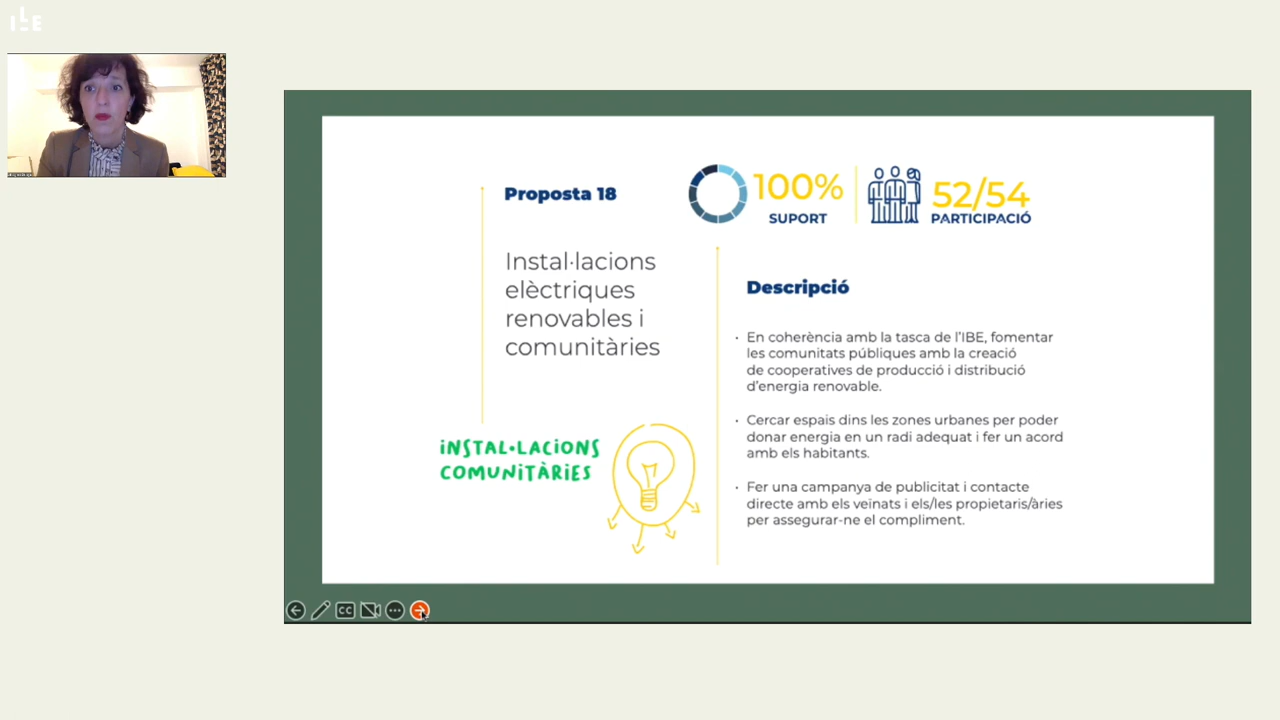 ILE
Proposta 18
100%
SUPORT
52/54
PARTICIPACIÓ
Instal·lacions
elèctriques
renovables i
comunitàries
iNSTAL·LACiONS
COMUNiTÀRiES
Descripció
· En coherència amb la tasca de l’IBE, fomentar
les comunitats públiques amb la creació
de cooperatives de producció i distribució
d’energia renovable.
· Cercar espais dins les zones urbanes per poder
donar energia en un radi adequat i fer un acord
amb els habitants.
· Fer una campanya de publicitat i contacte
directe amb els veïnats i els/les propietaris/àries
per assegurar-ne el compliment.
CC